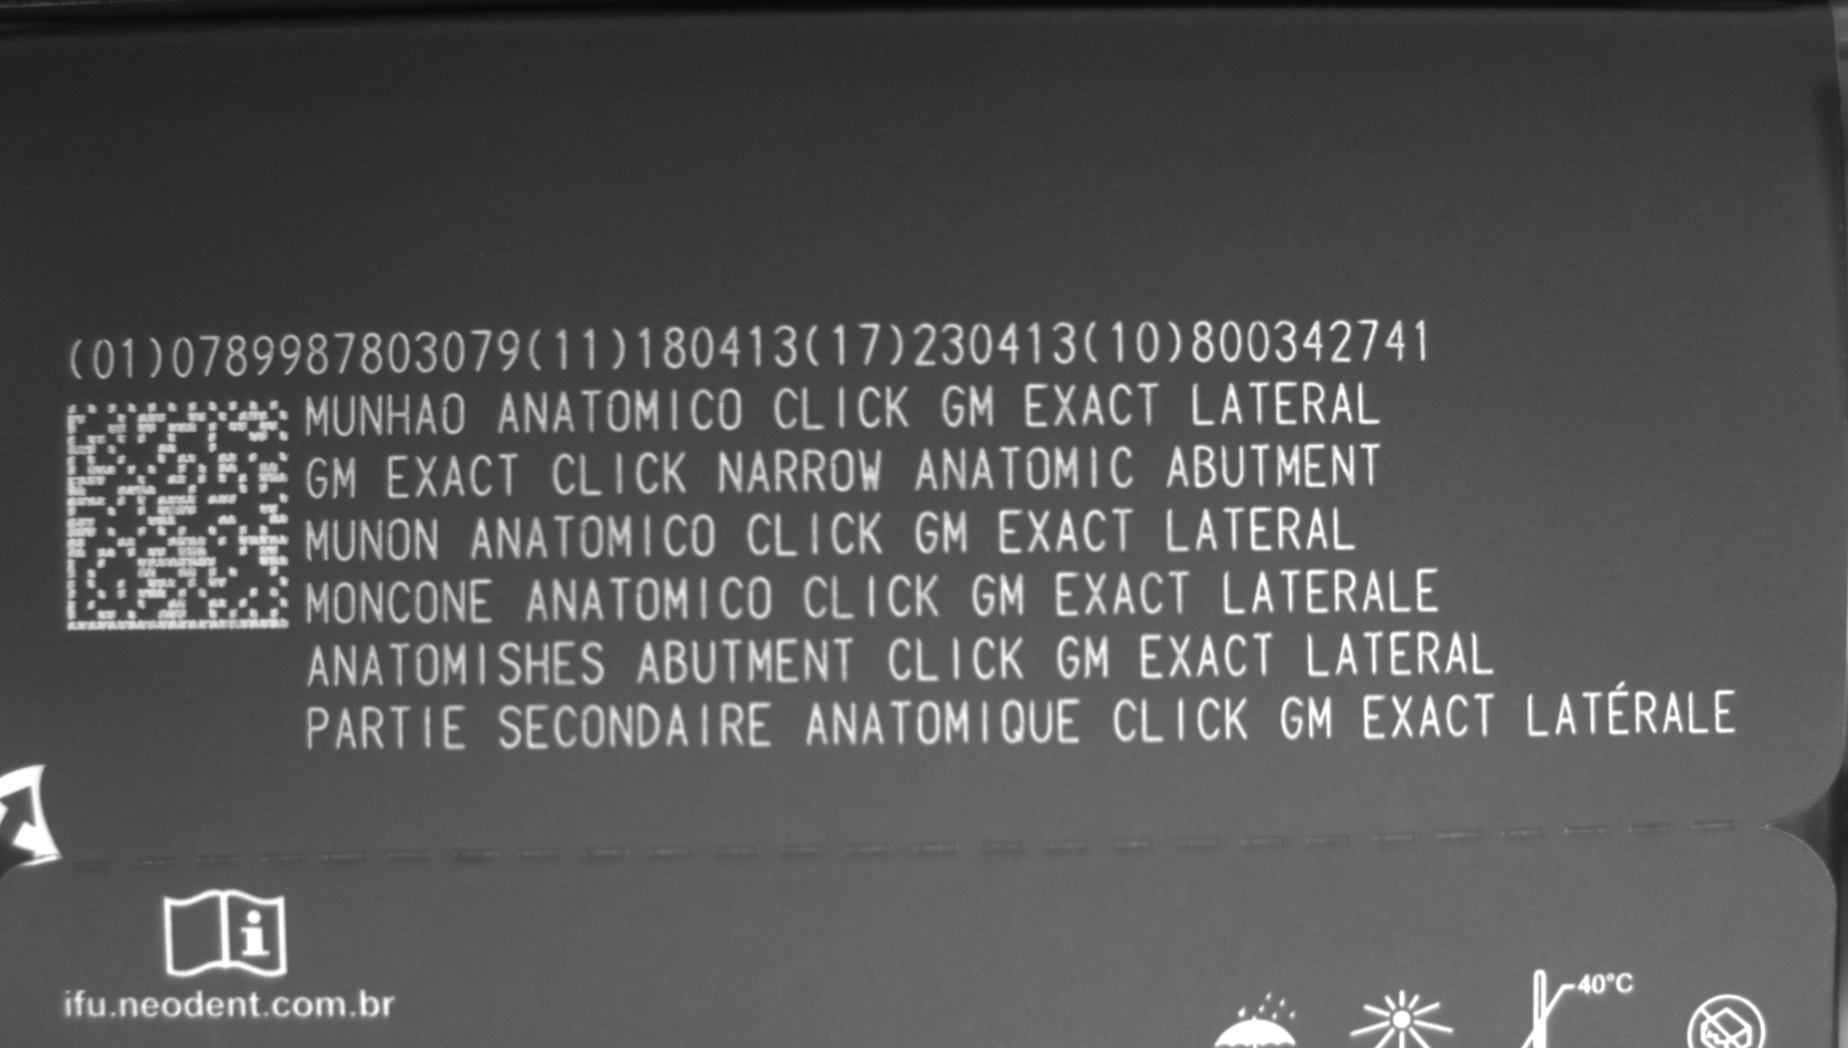 (01)07899878030​79(11)180413(17)230413(10)800342741
MUNHAO ANATOMICO CLICK GM EXACT LATERAL
GM EXACT CLICK NARROW ANATOMIC ABUTMENT
MUNON ANATOMICO CLICK GM EXACT LATERAL
MONCONE ANATOMICO CLICK GM EXACT LATERALE
ANATOMISHES ABUTMENT CLICK GM EXACT LATERAL
PARTIE SECONDAIRE ANATOMIQUE CLICK GM EXACT LATÉRALE
ifu.neodent.com.br
40°C